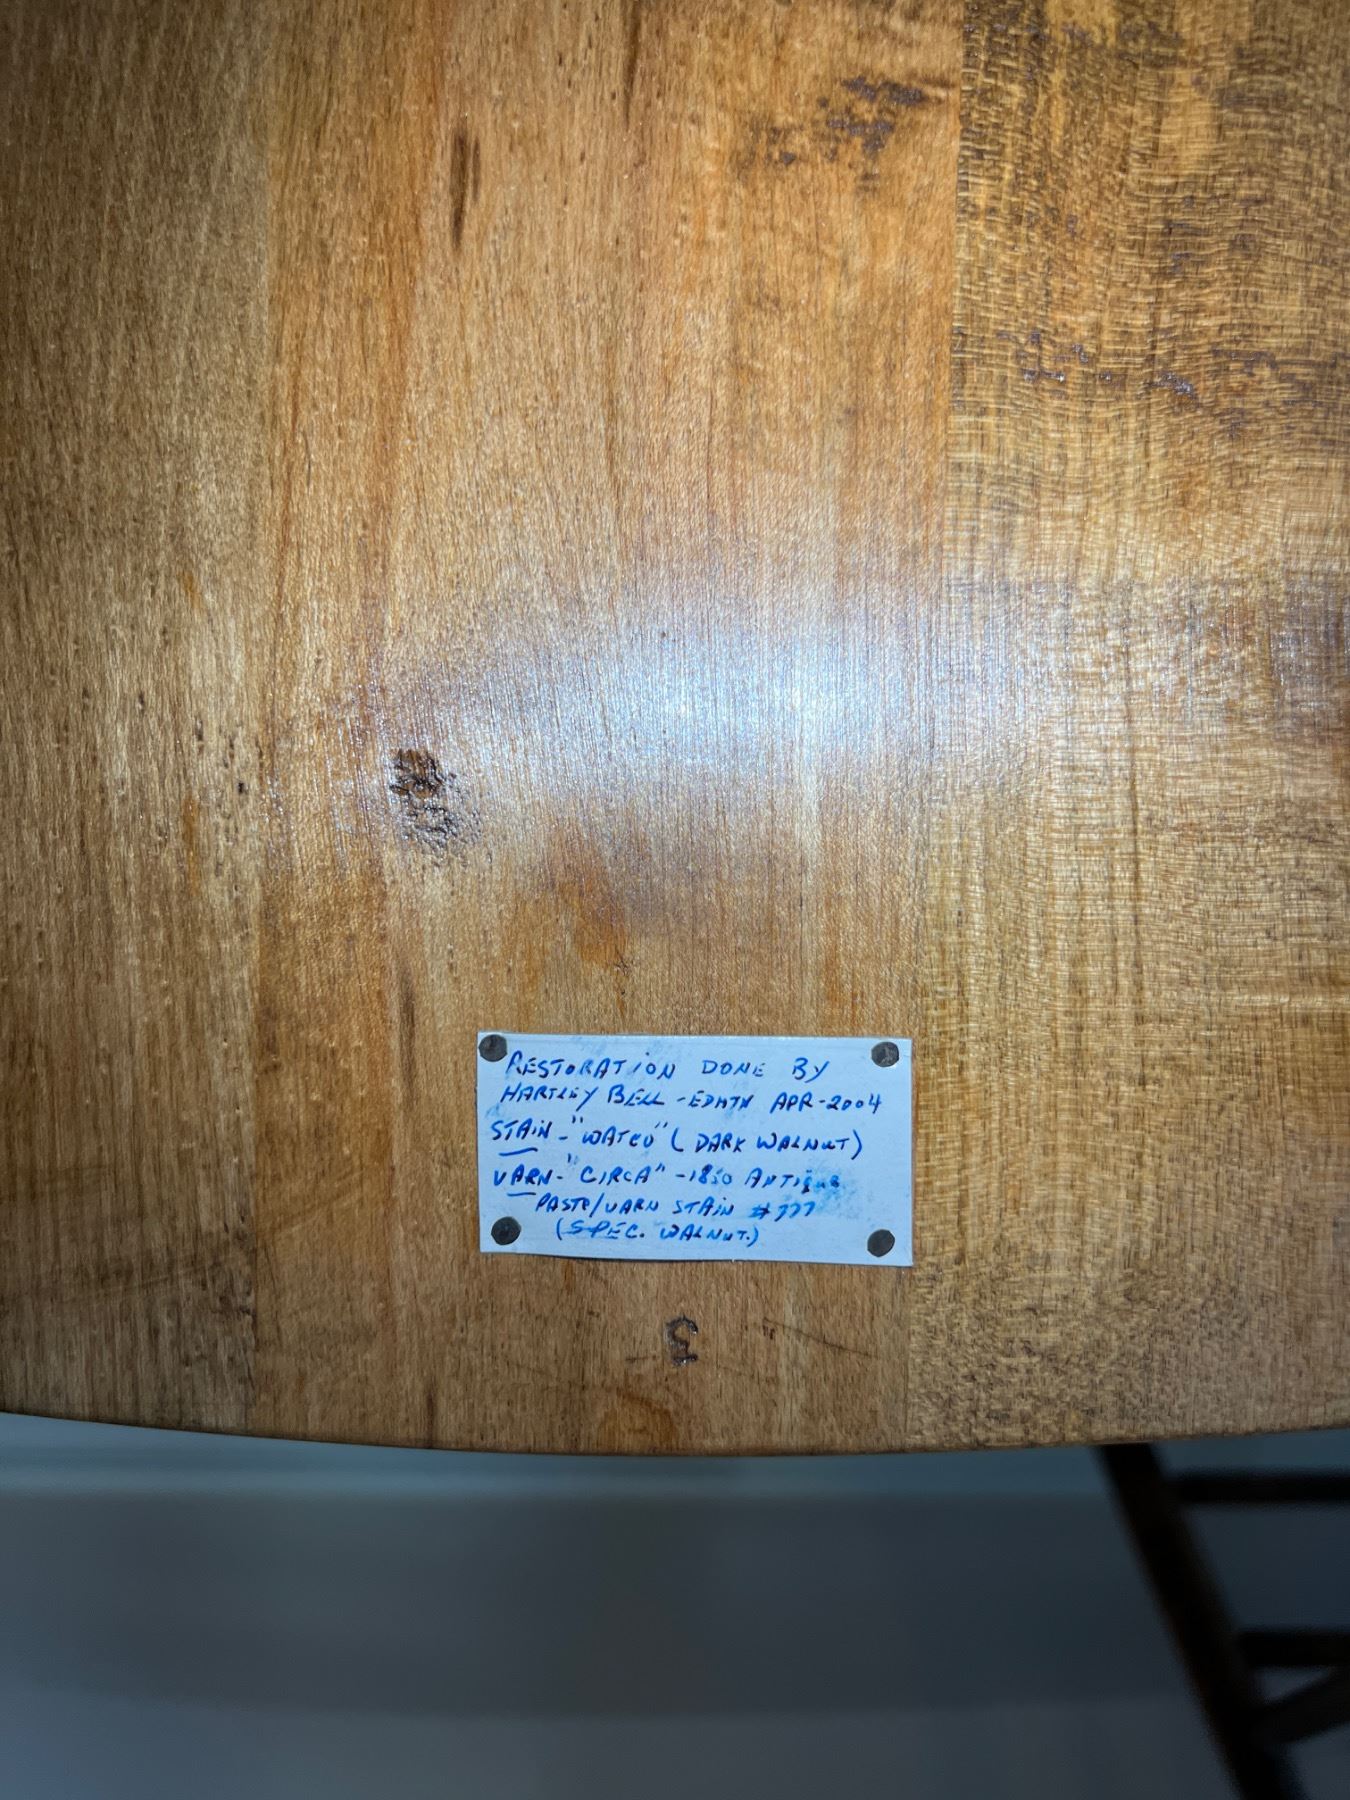 RESTORATION DONE BY
HARTLEY BELL - EDMTN APR-2004
STAIN - "WATCO" (DARK WALNUT)
VARN - "CIRCA" - 1850 ANTIQUE
PASTE/VARN STAIN #777
(SPEC. WALNUT.)